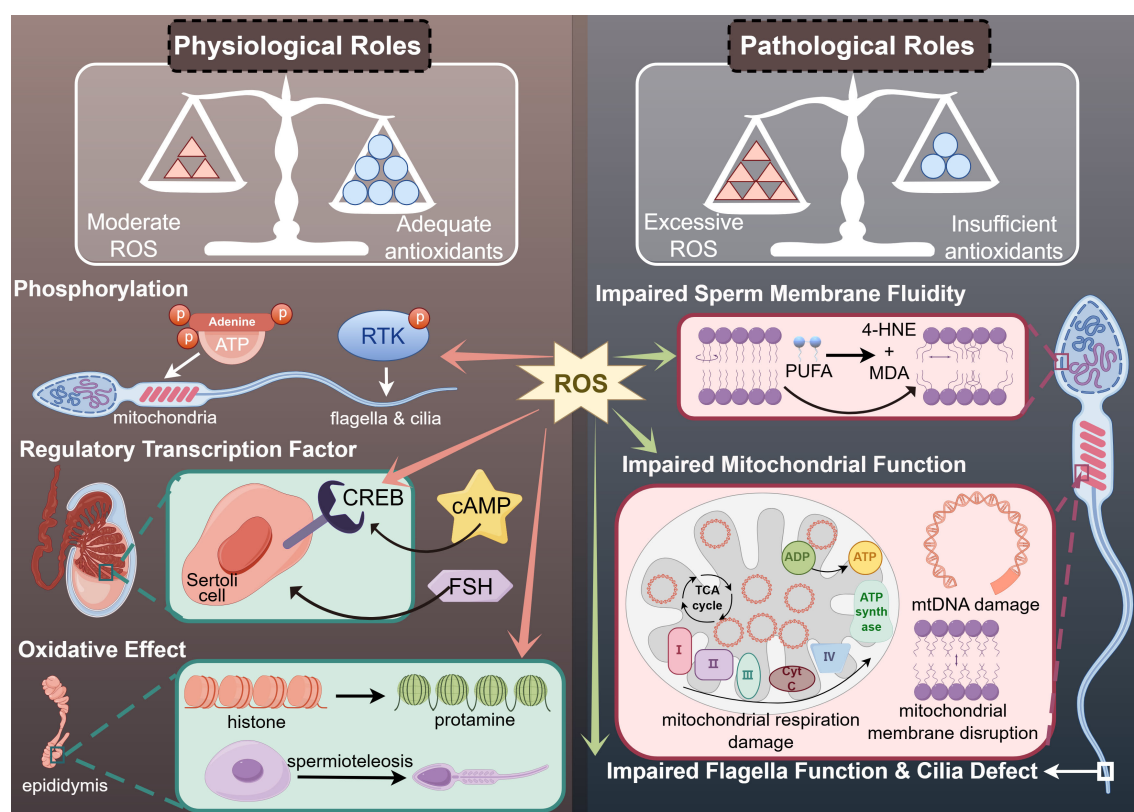 Physiological Roles
Moderate
ROS
Adequate
antioxidants
Phosphorylation
P
Adenine
P
P
ATP
RTK
P
mitochondria
flagella & cilia
Regulatory Transcription Factor
CREB
cAMP
Sertoli
cell
FSH
Oxidative Effect
histone
protamine
spermioteleosis
epididymis
ROS
Pathological Roles
Excessive
ROS
Insufficient
antioxidants
Impaired Sperm Membrane Fluidity
PUFA
4-HNE
+
MDA
Impaired Mitochondrial Function
ADP
ATP
TCA
cycle
ATP
synth
ase
I
II
III
Cyt
C
IV
mitochondrial respiration
damage
mtDNA damage
mitochondrial
membrane disruption
Impaired Flagella Function & Cilia Defect